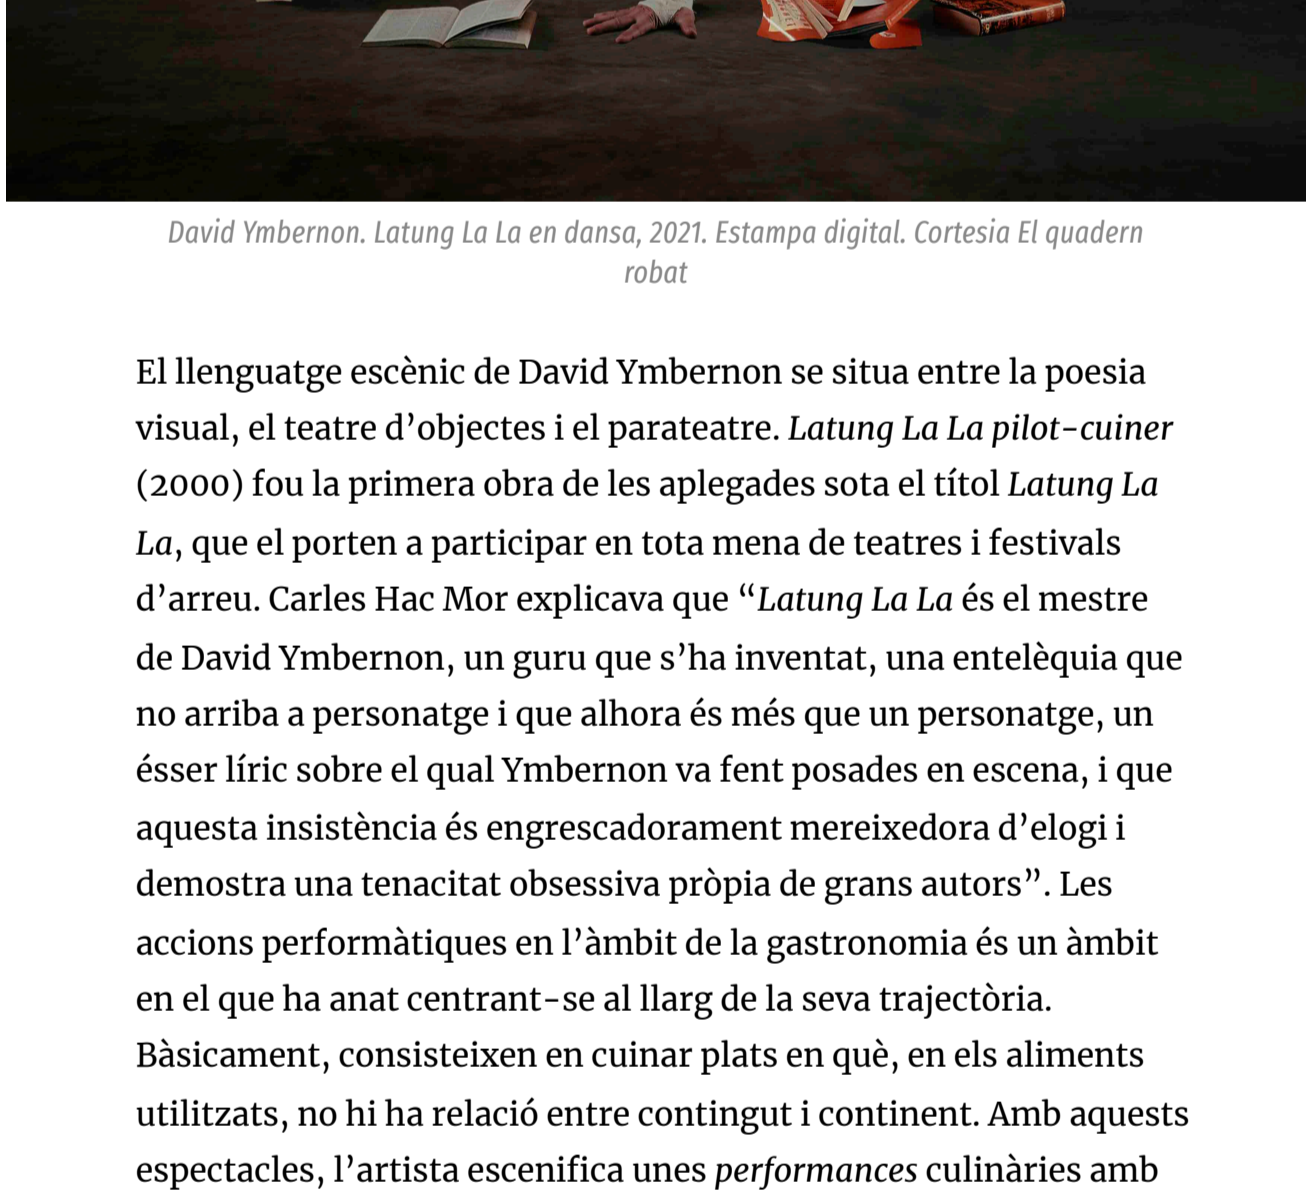 David Ymbernon. Latung La La en dansa, 2021. Estampa digital. Cortesia El quadern
robat
El llenguatge escènic de David Ymbernon se situa entre la poesia
visual, el teatre d’objectes i el parateatre. Latung La La pilot-cuiner
(2000) fou la primera obra de les aplegades sota el títol Latung La
La, que el porten a participar en tota mena de teatres i festivals
d’arreu. Carles Hac Mor explicava que “Latung La La és el mestre
de David Ymbernon, un guru que s’ha inventat, una entelèquia que
no arriba a personatge i que alhora és més que un personatge, un
ésser líric sobre el qual Ymbernon va fent posades en escena, i que
aquesta insistència és engrescadorament mereixedora d’elogi i
demostra una tenacitat obsessiva pròpia de grans autors”. Les
accions performàtiques en l’àmbit de la gastronomia és un àmbit
en el que ha anat centrant-se al llarg de la seva trajectòria.
Bàsicament, consisteixen en cuinar plats en què, en els aliments
utilitzats, no hi ha relació entre contingut i continent. Amb aquests
espectacles, l’artista escenifica unes performances culinàries amb